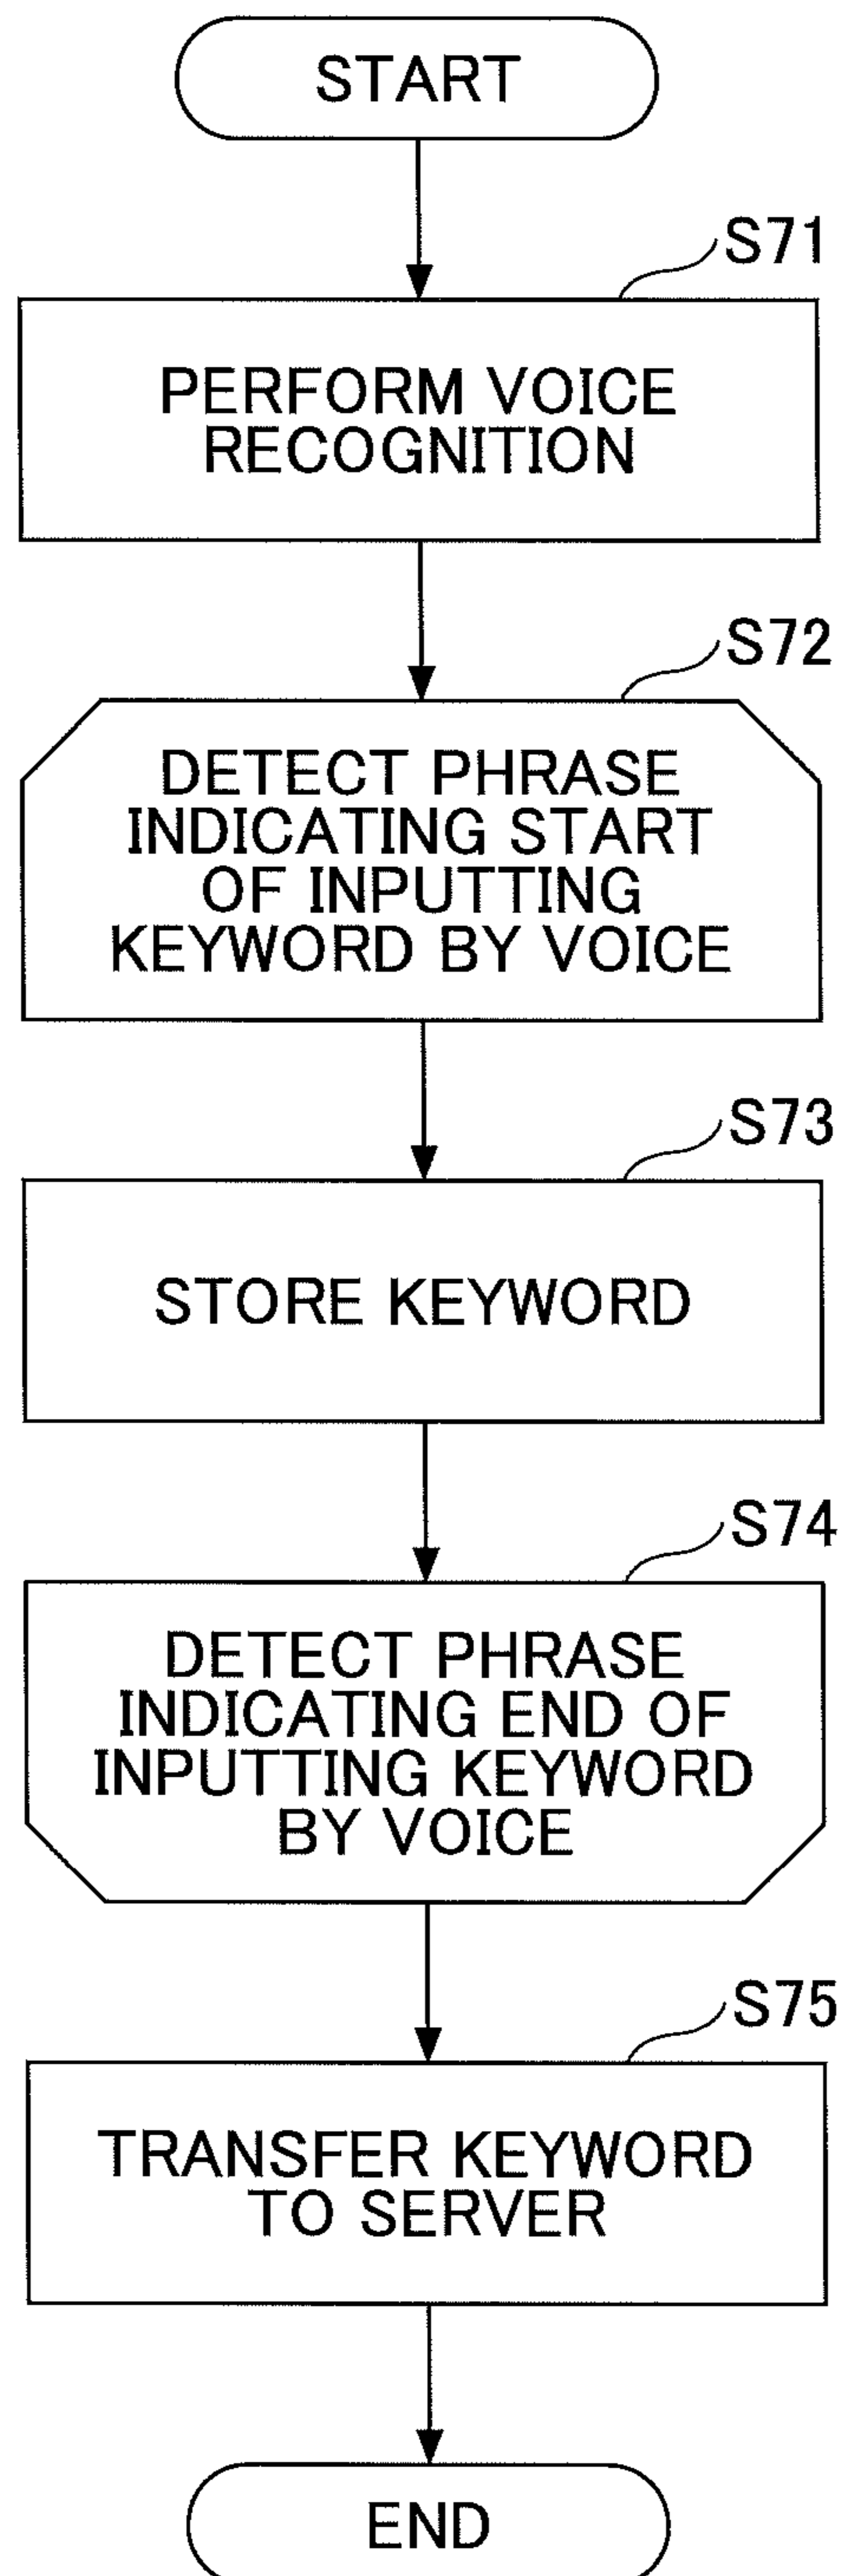 START
S71
PERFORM VOICE
RECOGNITION
S72
DETECT PHRASE
INDICATING START
OF INPUTTING
KEYWORD BY VOICE
S73
STORE KEYWORD
S74
DETECT PHRASE
INDICATING END OF
INPUTTING KEYWORD
BY VOICE
S75
TRANSFER KEYWORD
TO SERVER
END